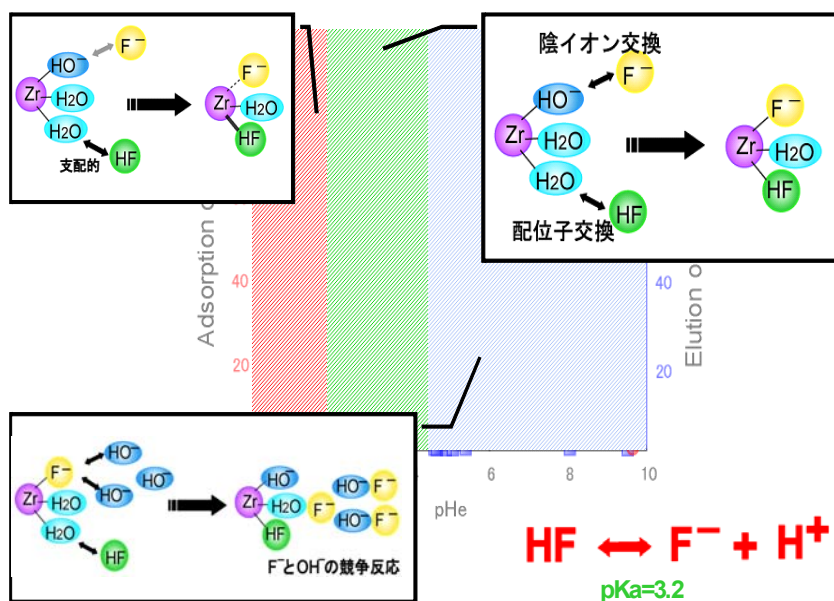 F⁻
HO⁻
Zr
H2O
H2O
HF
支配的
F⁻
Zr
H2O
HF
陰イオン交換
HO⁻
F⁻
Zr
H2O
H2O
HF
配位子交換
F⁻
Zr
H2O
HF
Adsorption o
Elution o
40
20
40
20
6
8
10
pHe
HO⁻
F⁻
HO⁻
HO⁻
Zr
H2O
H2O
HF
HO⁻
Zr
H2O
HF
F⁻
HO⁻
F⁻
HO⁻
F⁻
F⁻とOH⁻の競争反応
HF ↔ F⁻ + H⁺
pKa=3.2